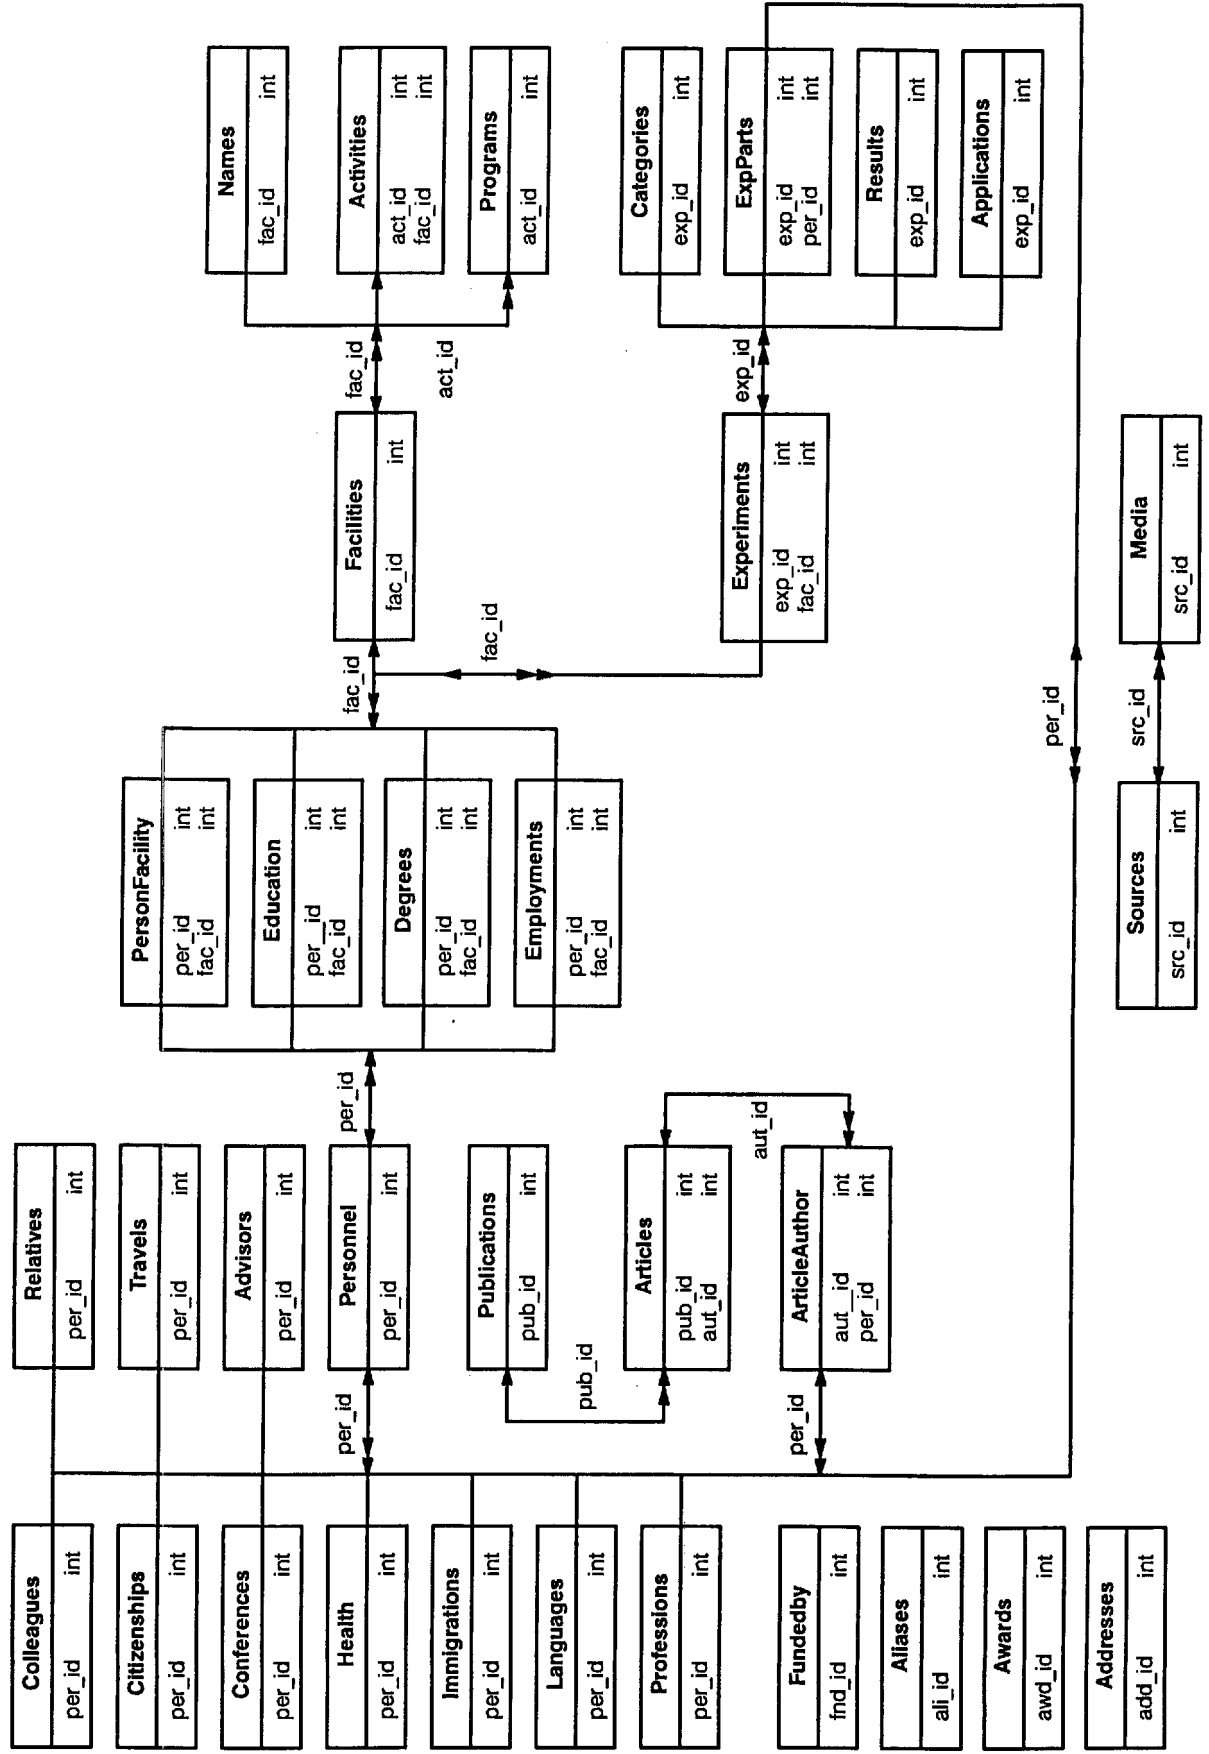 Colleagues
per_id int
Citizenships
per_id int
Conferences
per_id int
Health
per_id int
Immigrations
per_id int
Languages
per_id int
Professions
per_id int
Fundedby
fnd_id int
Aliases
ali_id int
Awards
awd_id int
Addresses
add_id int
Relatives
per_id int
Travels
per_id int
Advisors
per_id int
per_id
Personnel
per_id int
per_id
Publications
pub_id int
pub_id
Articles
pub_id int
aut_id int
aut_id
per_id
ArticleAuthor
aut_id int
per_id int
PersonFacility
per_id int
fac_id int
Education
per_id int
fac_id int
Degrees
per_id int
fac_id int
Employments
per_id int
fac_id int
fac_id
fac_id
Facilities
fac_id int
fac_id
act_id
Names
fac_id int
Activities
act_id int
fac_id int
Programs
act_id int
Experiments
exp_id int
fac_id int
exp_id
Categories
exp_id int
ExpParts
exp_id int
per_id int
Results
exp_id int
Applications
exp_id int
per_id
Sources
src_id int
src_id
Media
src_id int